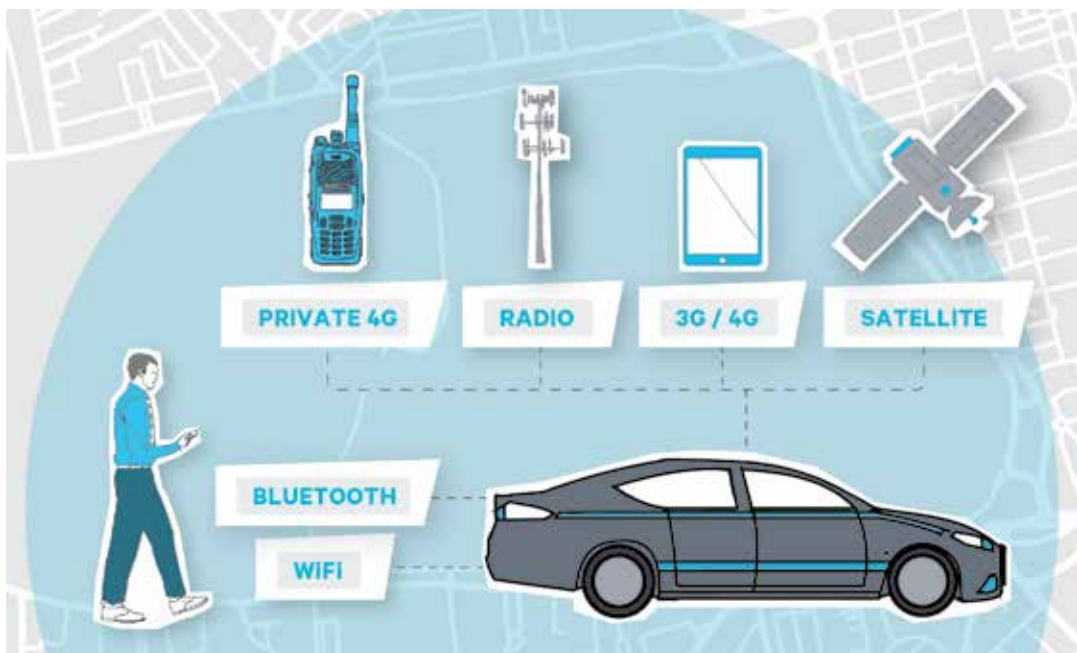 PRIVATE 4G
RADIO
3G / 4G
SATELLITE
BLUETOOTH
WiFi